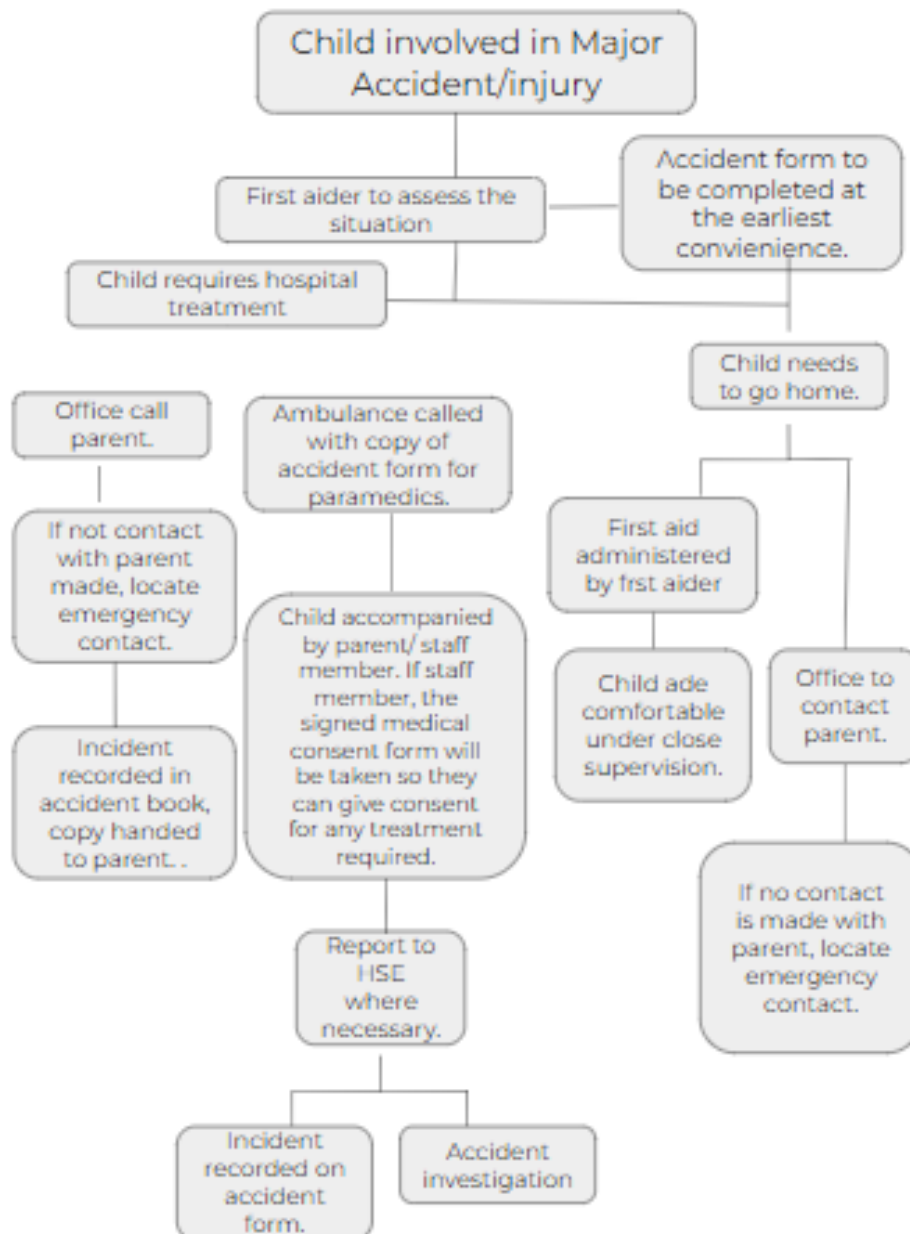 Child involved in Major
Accident/injury
First aider to assess the
situation
Accident form to
be completed at
the earliest
convienience.
Child requires hospital
treatment
Child needs
to go home.
Office call
parent.
If not contact
with parent
made, locate
emergency
contact.
Incident
recorded in
accident book,
copy handed
to parent. .
Ambulance called
with copy of
accident form for
paramedics.
Child accompanied
by parent/ staff
member. If staff
member, the
signed medical
consent form will
be taken so they
can give consent
for any treatment
required.
Report to
HSE
where
necessary.
Incident
recorded on
accident
form.
Accident
investigation
First aid
administered
by frst aider
Child ade
comfortable
under close
supervision.
Office to
contact
parent.
If no contact
is made with
parent, locate
emergency
contact.